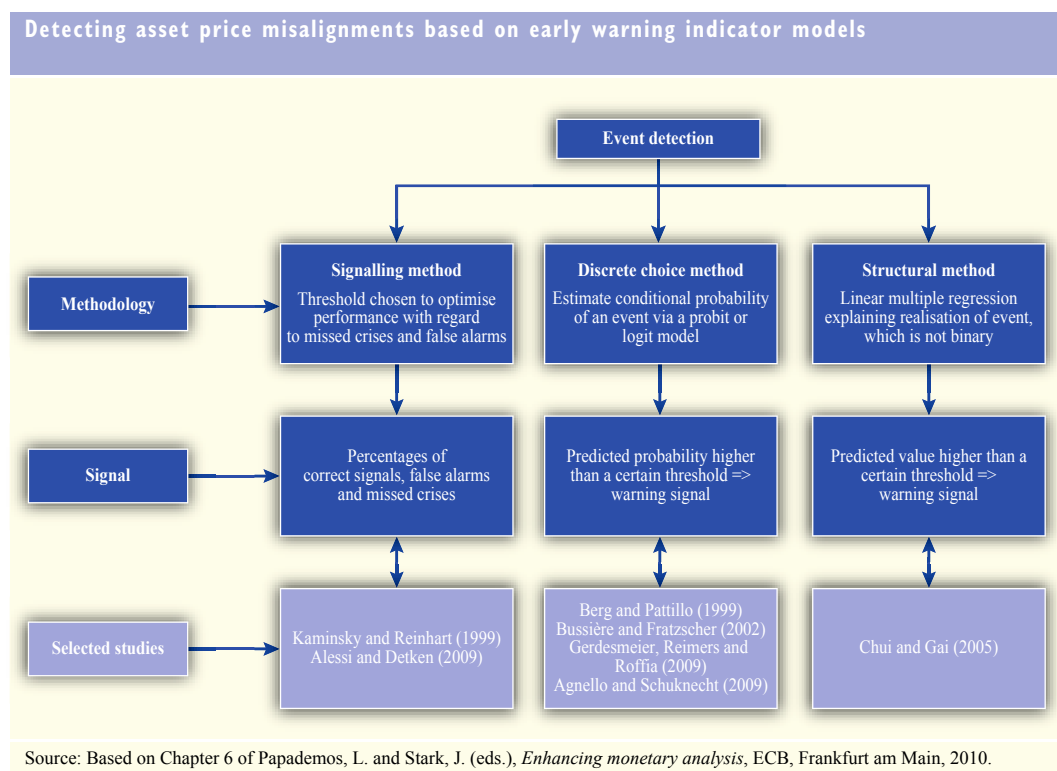 Detecting asset price misalignments based on early warning indicator models
Event detection
Methodology
Signalling method
Threshold chosen to optimise
performance with regard
to missed crises and false alarms
Discrete choice method
Estimate conditional probability
of an event via a probit or
logit model
Structural method
Linear multiple regression
explaining realisation of event,
which is not binary
Signal
Percentages of
correct signals, false alarms
and missed crises
Predicted probability higher
than a certain threshold =>
warning signal
Predicted value higher than a
certain threshold =>
warning signal
Selected studies
Kaminsky and Reinhart (1999)
Alessi and Detken (2009)
Berg and Pattillo (1999)
Bussière and Fratzscher (2002)
Gerdesmeier, Reimers and
Roffia (2009)
Agnello and Schuknecht (2009)
Chui and Gai (2005)
Source: Based on Chapter 6 of Papademos, L. and Stark, J. (eds.), Enhancing monetary analysis, ECB, Frankfurt am Main, 2010.